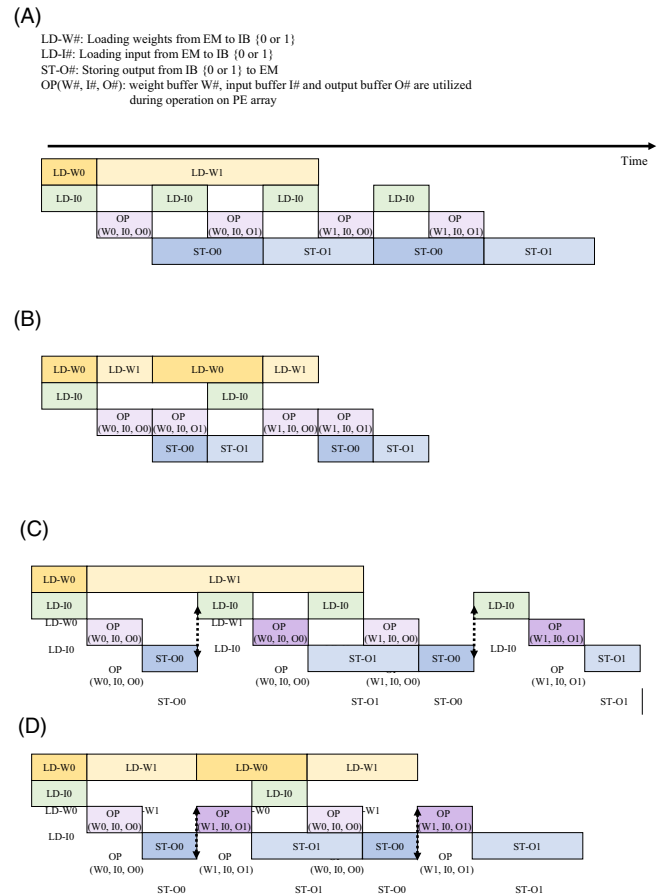 (A)
LD-W#: Loading weights from EM to IB {0 or 1}
LD-I#: Loading input from EM to IB {0 or 1}
ST-O#: Storing output from IB {0 or 1} to EM
OP(W#, I#, O#): weight buffer W#, input buffer I# and output buffer O# are utilized
during operation on PE array
Time
LD-W0 LD-W1
LD-I0 LD-I0 LD-I0 LD-I0
OP OP OP OP
(W0, I0, O0) (W0, I0, O1) (W1, I0, O0) (W1, I0, O1)
ST-O0 ST-O1 ST-O0 ST-O1
(B)
LD-W0 LD-W1 LD-W0 LD-W1
LD-I0 LD-I0
OP OP OP OP
(W0, I0, O0) (W0, I0, O1) (W1, I0, O0) (W1, I0, O1)
ST-O0 ST-O1 ST-O0 ST-O1
(C)
LD-W0 LD-W1
LD-I0 LD-I0 LD-I0 LD-I0
LD-W0 LD-W1
OP OP OP OP
(W0, I0, O0) (W0, I0, O0) (W1, I0, O0) (W1, I0, O1)
LD-I0 LD-I0 LD-I0
ST-O0 ST-O1 ST-O0 ST-O1
OP OP OP
(W0, I0, O0) (W0, I0, O0) (W1, I0, O0) (W1, I0, O1)
ST-O0 ST-O1 ST-O0 ST-O1
(D)
LD-W0 LD-W1 LD-W0 LD-W1
LD-I0 LD-I0
LD-W0 -W1 -W0 -W1
OP OP OP OP
(W0, I0, O0) (W1, I0, O1) (W0, I0, O0) (W1, I0, O1)
LD-I0
ST-O0 ST-O1 ST-O0 ST-O1
OP OP OP
(W0, I0, O0) (W1, I0, O1) (W0, I0, O0) (W1, I0, O1)
ST-O0 ST-O1 ST-O0 ST-O1